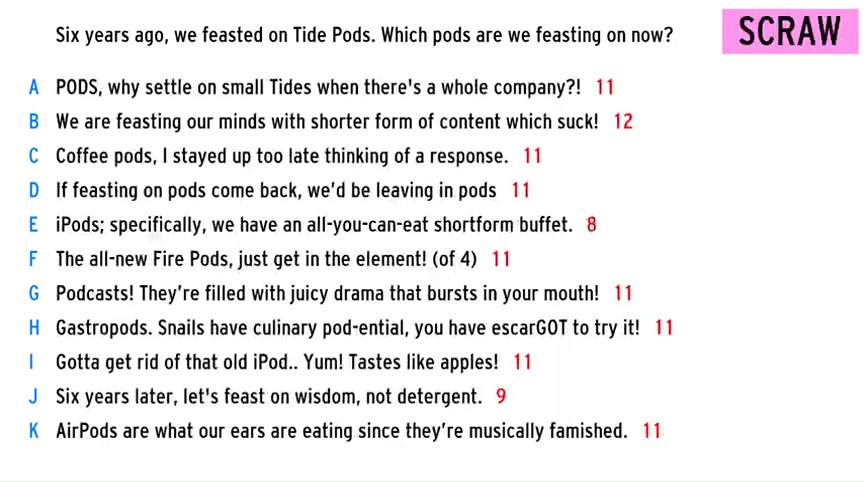 Six years ago, we feasted on Tide Pods. Which pods are we feasting on now?
SCRAW
A PODS, why settle on small Tides when there's a whole company?! 11
B We are feasting our minds with shorter form of content which suck! 12
C Coffee pods, I stayed up too late thinking of a response. 11
D If feasting on pods come back, we'd be leaving in pods 11
E iPods; specifically, we have an all-you-can-eat shortform buffet. 8
F The all-new Fire Pods, just get in the element! (of 4) 11
G Podcasts! They're filled with juicy drama that bursts in your mouth! 11
H Gastropods. Snails have culinary pod-ential, you have escarGOT to try it! 11
I Gotta get rid of that old iPod.. Yum! Tastes like apples! 11
J Six years later, let's feast on wisdom, not detergent. 9
K AirPods are what our ears are eating since they're musically famished. 11